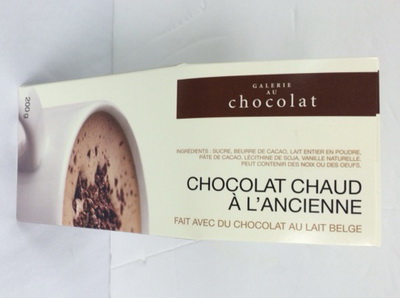 GALERIE
AU
chocolat
INGRÉDIENTS : SUCRE, BEURRE DE CACAO, LAIT ENTIER EN POUDRE,
PÂTE DE CACAO, LÉCITHINE DE SOJA, VANILLE NATURELLE.
PEUT CONTENIR DES NOIX OU DES OEUFS.
CHOCOLAT CHAUD
À L'ANCIENNE
FAIT AVEC DU CHOCOLAT AU LAIT BELGE
200 g